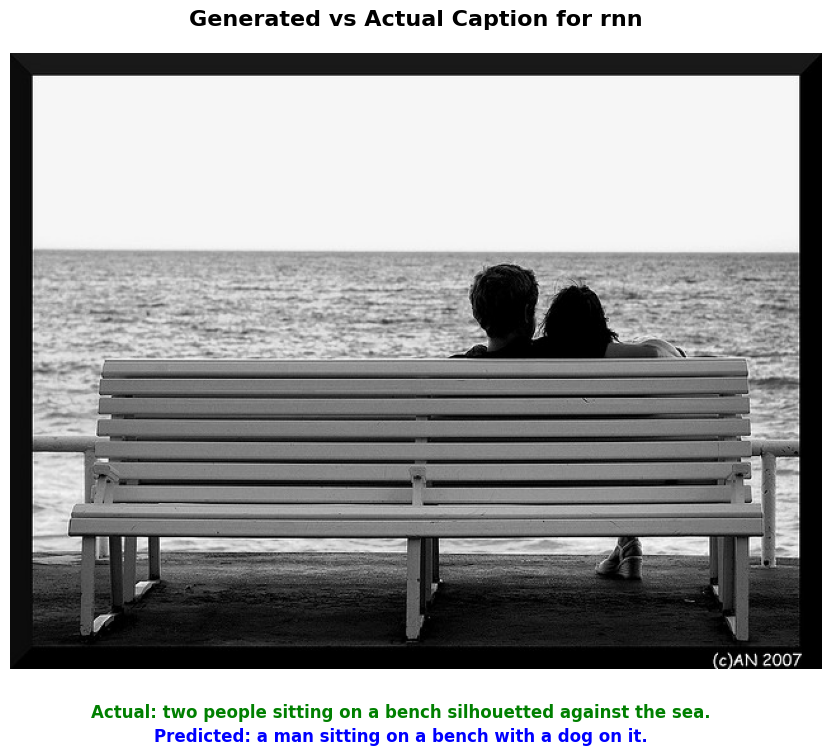 Generated vs Actual Caption for rnn
(c)AN 2007
Actual: two people sitting on a bench silhouetted against the sea.
Predicted: a man sitting on a bench with a dog on it.